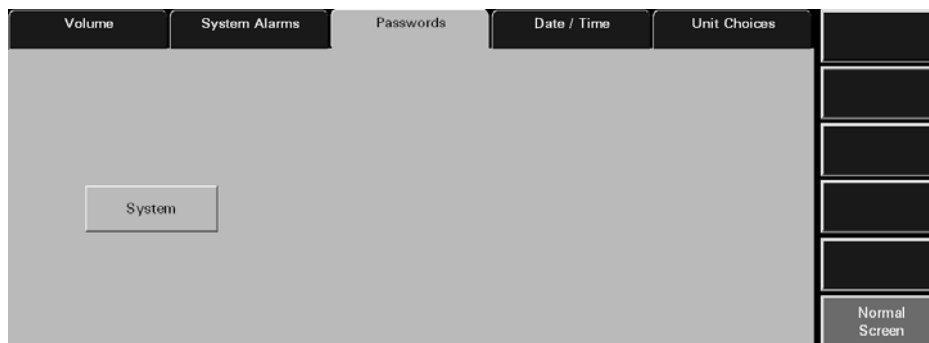 Volume
System Alarms
Passwords
Date / Time
Unit Choices
System
Normal
Screen